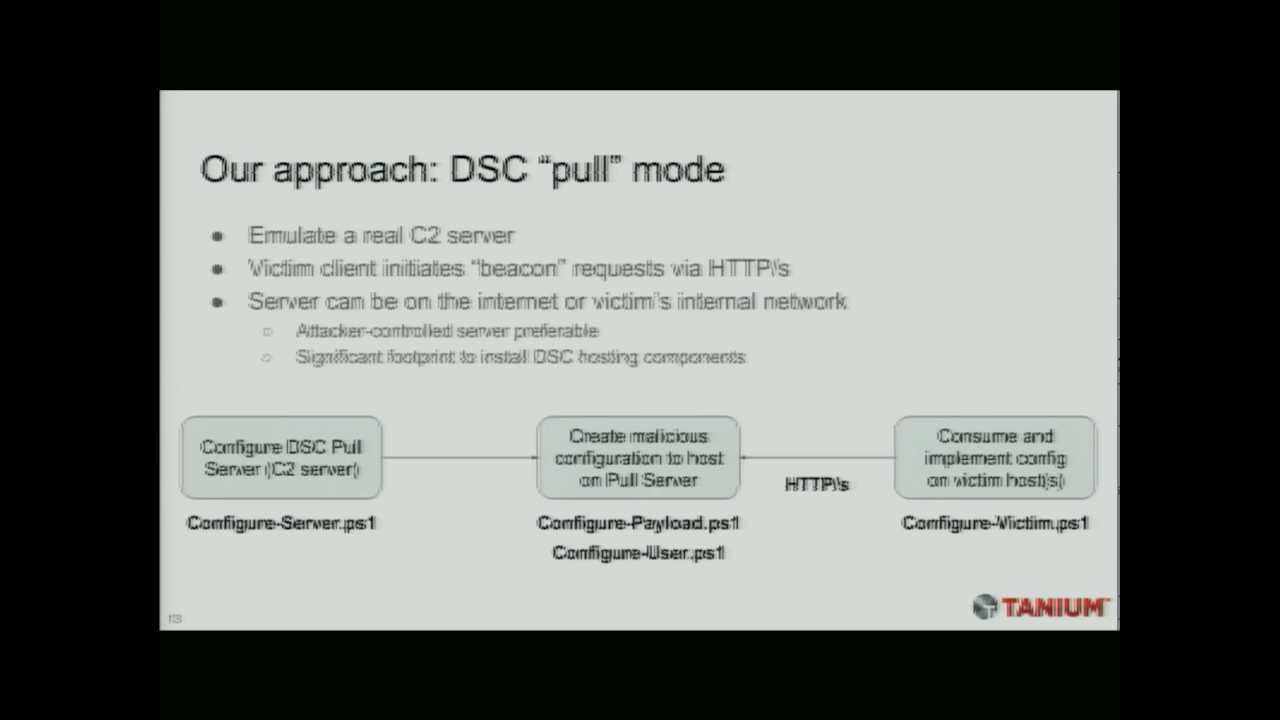 Our approach: DSC “pull” mode
● Emulate a real C2 server
● Victim client initiates “beacon” requests via HTTP\s
● Server can be on the internet or victim’s internal network
○ Attacker-controlled server preferable
○ Significant footprint to install DSC hosting components
Configure DSC Pull
Server (C2 server)
Create malicious
configuration to host
on Pull Server
HTTP\s
Consume and
implement config
on victim host(s)
Configure-Server.ps1
Configure-Payload.ps1
Configure-User.ps1
Configure-Victim.ps1
TANIUM
13